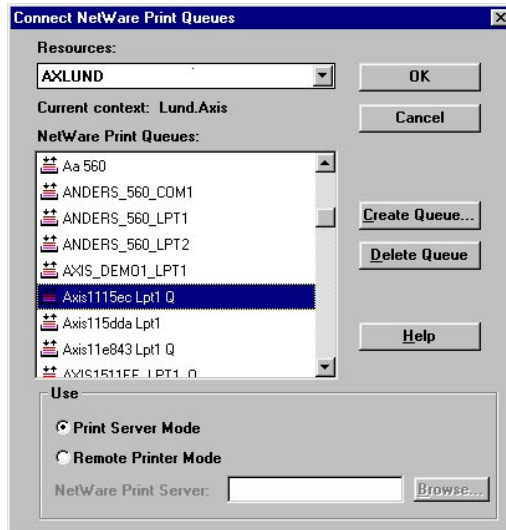 Connect NetWare Print Queues
Resources:
AXLUND
OK
Current context: Lund.Axis
Cancel
NetWare Print Queues:
Aa 560
ANDERS_560_COM1
ANDERS_560_LPT1
Create Queue...
ANDERS_560_LPT2
Delete Queue
AXIS_DEMO1_LPT1
Axis1115ec Lpt1 Q
Axis115dda Lpt1
Help
Axis11e843 Lpt1 Q
AXIS1511FF LPT1 Q
Use
Print Server Mode
Remote Printer Mode
NetWare Print Server:
Browse...